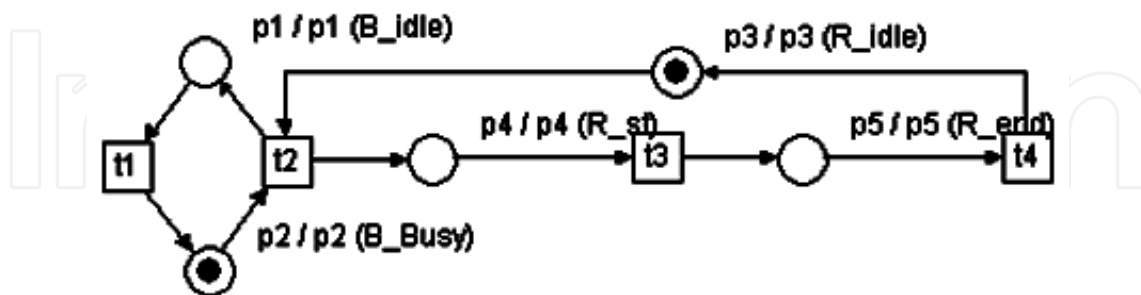 p1 / p1 (B_idle)
p3 / p3 (R_idle)
p4 / p4 (R_st)
p5 / p5 (R_end)
t1
t2
t3
t4
p2 / p2 (B_Busy)